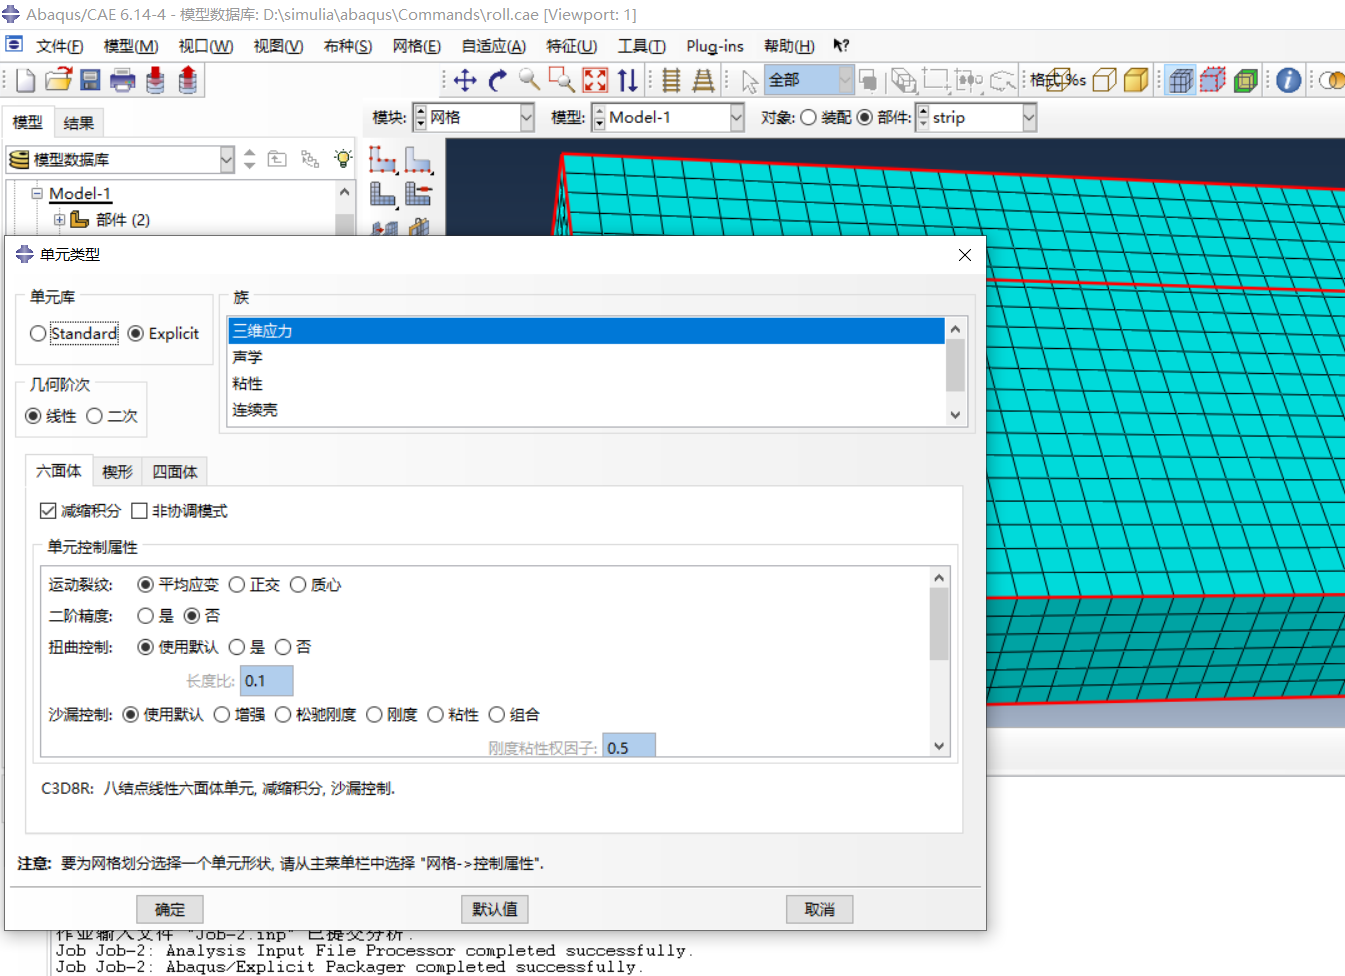 Abaqus/CAE 6.14-4 - 模型数据库: D:\simulia\abaqus\Commands\roll.cae [Viewport: 1]
文件(F) 模型(M) 视口(W) 视图(V) 布种(S) 网格(E) 自适应(A) 特征(U) 工具(T) Plug-ins 帮助(H)
全部 格式%s
模型 结果 模块: 网格 模型: Model-1 对象: 装配 部件: strip
模型数据库
Model-1
部件 (2)
单元类型
单元库 族
Standard Explicit 三维应力
声学
粘性
连续壳
几何阶次
线性 二次
六面体 楔形 四面体
减缩积分 非协调模式
单元控制属性
运动裂纹: 平均应变 正交 质心
二阶精度: 是 否
扭曲控制: 使用默认 是 否
长度比: 0.1
沙漏控制: 使用默认 增强 松驰刚度 刚度 粘性 组合
刚度粘性权因子: 0.5
C3D8R: 八结点线性六面体单元, 减缩积分, 沙漏控制.
注意: 要为网格划分选择一个单元形状, 请从主菜单栏中选择 "网格->控制属性".
确定 默认值 取消
作业输入文件 "Job-2.inp" 已提交分析.
Job Job-2: Analysis Input File Processor completed successfully.
Job Job-2: Abaqus/Explicit Packager completed successfully.